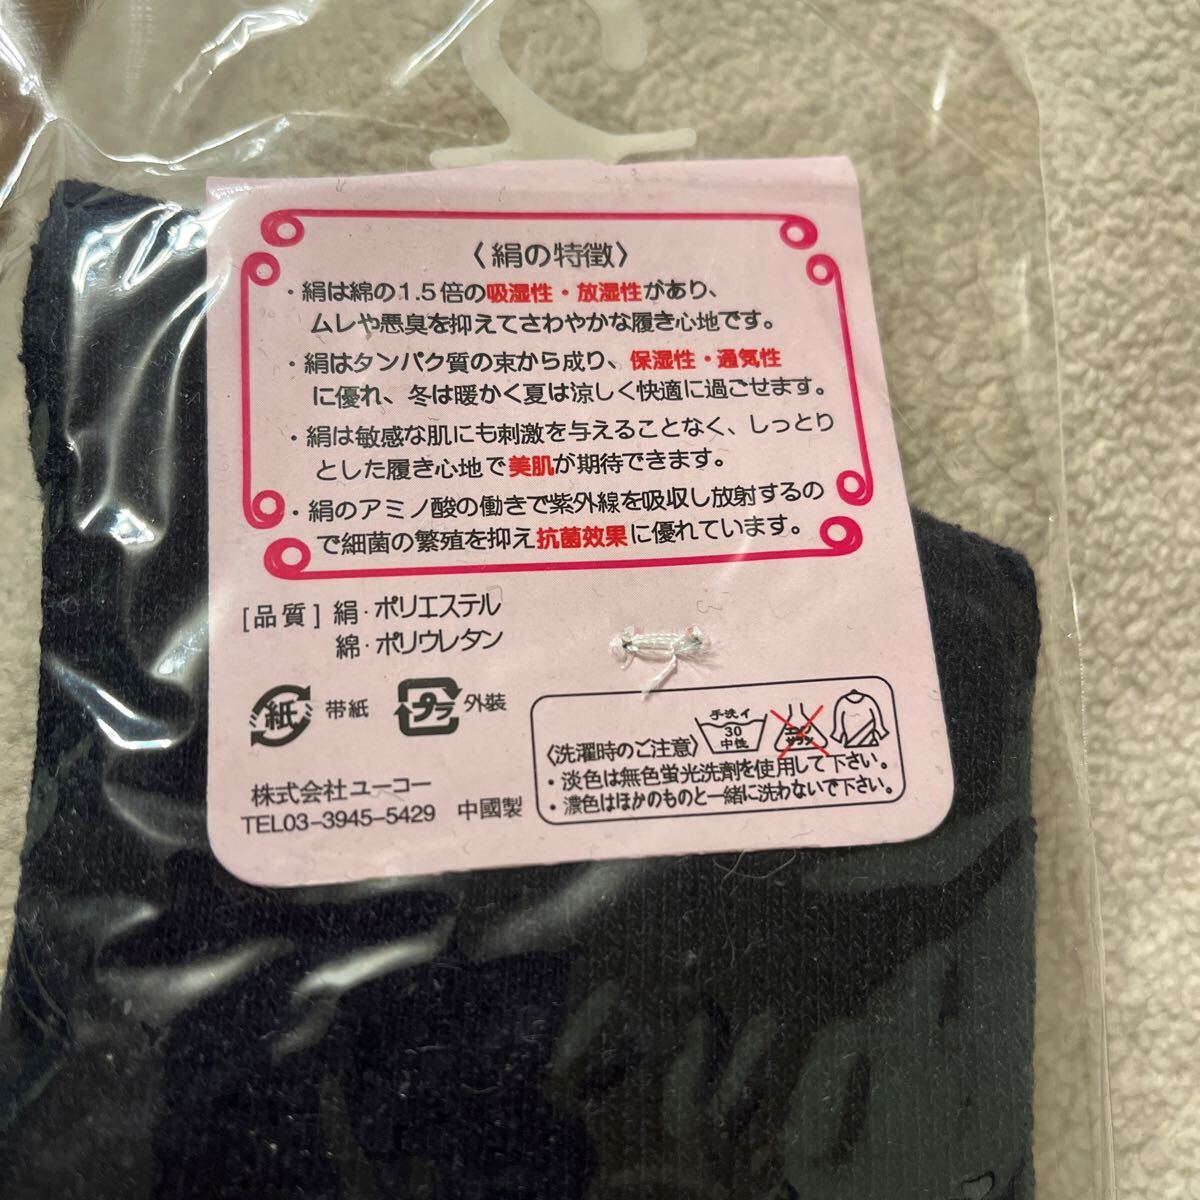 〈絹の特徴〉
・絹は綿の1.5倍の吸湿性・放湿性があり、
ムレや悪臭を抑えてさわやかな履き心地です。
・絹はタンパク質の束から成り、保湿性・通気性
に優れ、冬は暖かく夏は涼しく快適に過ごせます。
・絹は敏感な肌にも刺激を与えることなく、しっとり
とした履き心地で美肌が期待できます。
・絹のアミノ酸の働きで紫外線を吸収し放射するの
で細菌の繁殖を抑え抗菌効果に優れています。
[品質] 絹・ポリエステル
綿・ポリウレタン
紙 帯紙 プラ 外装
株式会社ユーコー
TEL03-3945-5429 中國製
〈洗濯時のご注意〉 手洗イ 30 中性 エンソ サラシ
・淡色は無色蛍光洗剤を使用して下さい。
・濃色はほかのものと一緒に洗わないで下さい。